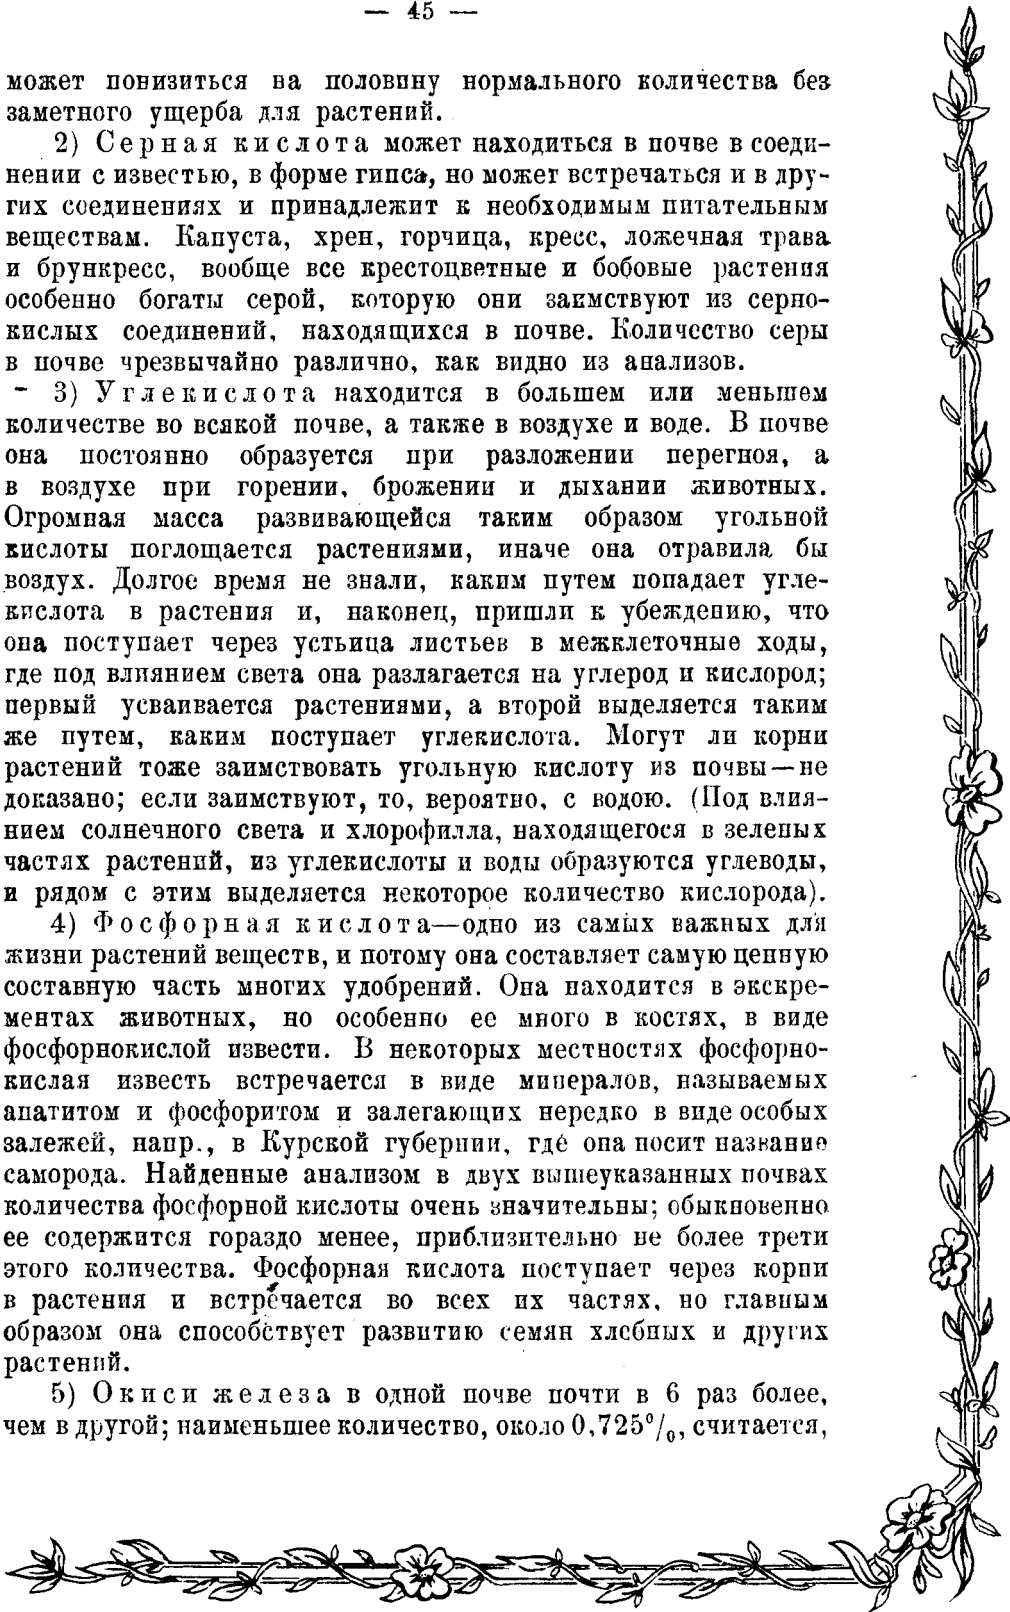 — 45 —
может понизиться на половину нормального количества без
заметного ущерба для растений.
2) Серная кислота может находиться в почве в соеди-
нении с известью, в форме гипса, но может встречаться и в дру-
гих соединениях и принадлежит к необходимым питательным
веществам. Капуста, хрен, горчица, кресс, ложечная трава
и брункресс, вообще все крестоцветные и бобовые растения
особенно богаты серой, которую они заимствуют из серно-
кислых соединений, находящихся в почве. Количество серы
в почве чрезвычайно различно, как видно из анализов.
3) Углекислота находится в большем или меньшем
количестве во всякой почве, а также в воздухе и воде. В почве
она постоянно образуется при разложении перегноя, а
в воздухе при горении, брожении и дыхании животных.
Огромная масса развивающейся таким образом угольной
кислоты поглощается растениями, иначе она отравила бы
воздух. Долгое время не знали, каким путем попадает угле-
кислота в растения и, наконец, пришли к убеждению, что
она поступает через устьица листьев в межклеточные ходы,
где под влиянием света она разлагается на углерод и кислород;
первый усваивается растениями, а второй выделяется таким
же путем, каким поступает углекислота. Могут ли корни
растений тоже заимствовать угольную кислоту из почвы—не
доказано; если заимствуют, то, вероятно, с водою. (Под влия-
нием солнечного света и хлорофилла, находящегося в зеленых
частях растений, из углекислоты и воды образуются углеводы,
и рядом с этим выделяется некоторое количество кислорода).
4) Фосфорная кислота—одно из самых важных для
жизни растений веществ, и потому она составляет самую ценную
составную часть многих удобрений. Она находится в экскре-
ментах животных, но особенно ее много в костях, в виде
фосфорнокислой извести. В некоторых местностях фосфорно-
кислая известь встречается в виде минералов, называемых
апатитом и фосфоритом и залегающих нередко в виде особых
залежей, напр., в Курской губернии, где она носит название
саморода. Найденные анализом в двух вышеуказанных почвах
количества фосфорной кислоты очень значительны; обыкновенно
ее содержится гораздо менее, приблизительно не более трети
этого количества. Фосфорная кислота поступает через корни
в растения и встречается во всех их частях, но главным
образом она способствует развитию семян хлебных и других
растений.
5) Окиси железа в одной почве почти в 6 раз более,
чем в другой; наименьшее количество, около 0,725%, считается,